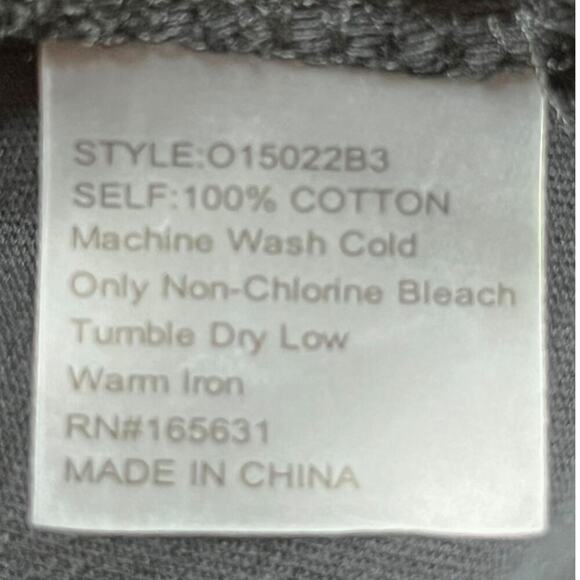 STYLE:O15022B3
SELF:100% COTTON
Machine Wash Cold
Only Non-Chlorine Bleach
Tumble Dry Low
Warm Iron
RN#165631
MADE IN CHINA